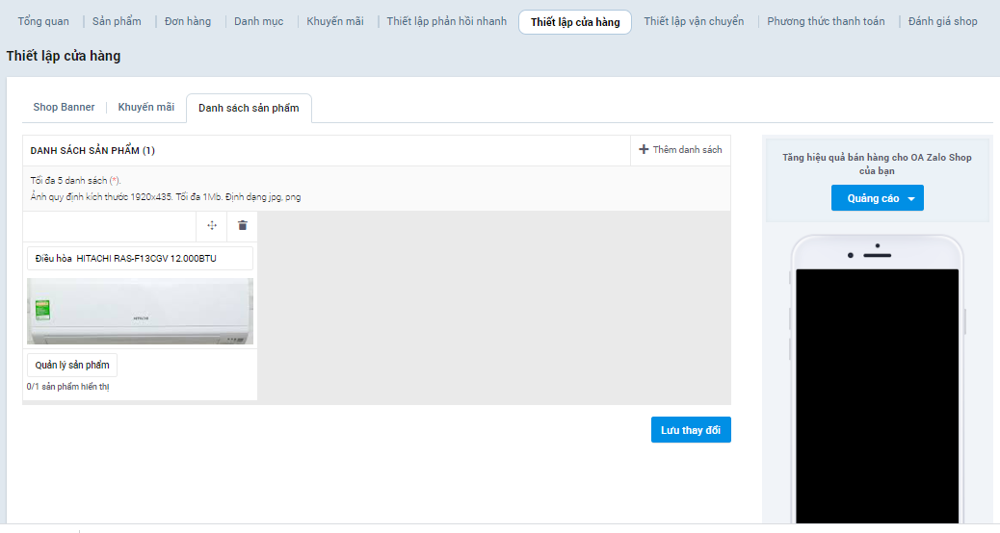 Tổng quan
Sản phẩm
Đơn hàng
Danh mục
Khuyến mãi
Thiết lập phản hồi nhanh
Thiết lập cửa hàng
Thiết lập vận chuyển
Phương thức thanh toán
Đánh giá shop
Thiết lập cửa hàng
Shop Banner
Khuyến mãi
Danh sách sản phẩm
DANH SÁCH SẢN PHẨM (1)
Thêm danh sách
Tối đa 5 danh sách (*).
Ảnh quy định kích thước 1920x435. Tối đa 1Mb. Định dạng jpg, png
Điều hòa HITACHI RAS-F13CGV 12.000BTU
HITACHI
Quản lý sản phẩm
0/1 sản phẩm hiển thị
Lưu thay đổi
Tăng hiệu quả bán hàng cho OA Zalo Shop
của bạn
Quảng cáo